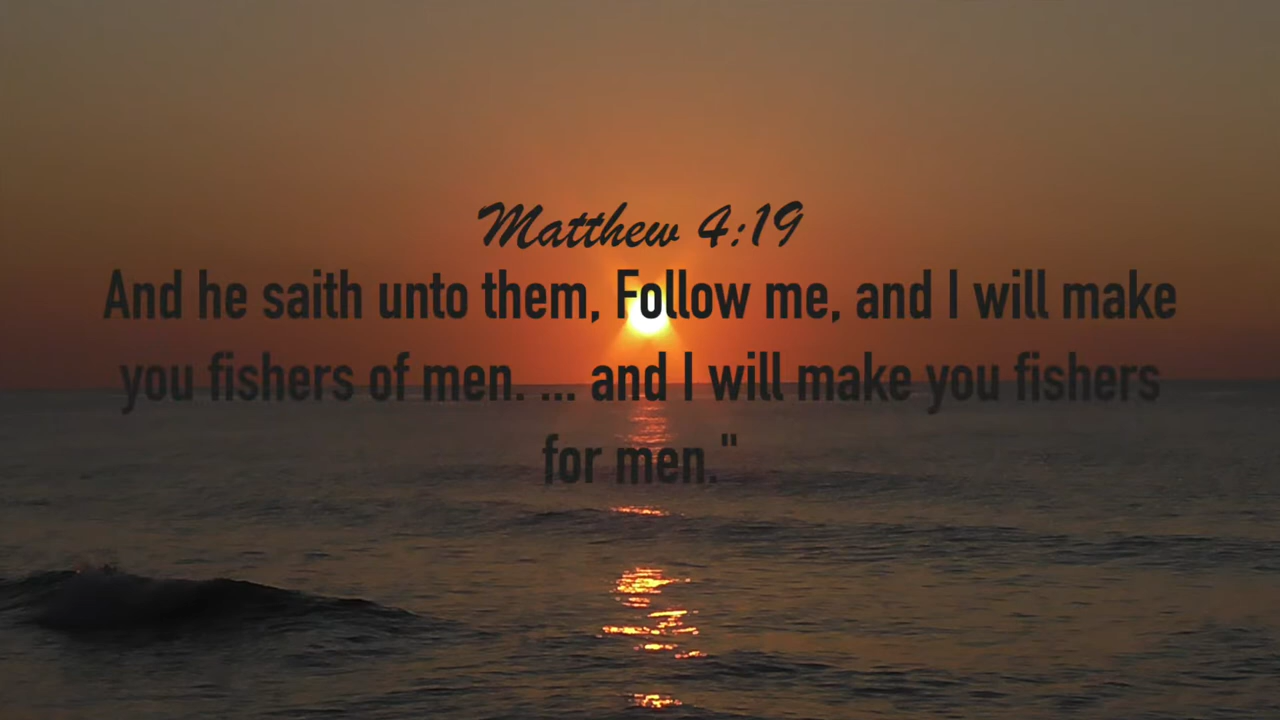 Matthew 4:19
And he saith unto them, Follow me, and I will make
you fishers of men. ... and I will make you fishers
for men."